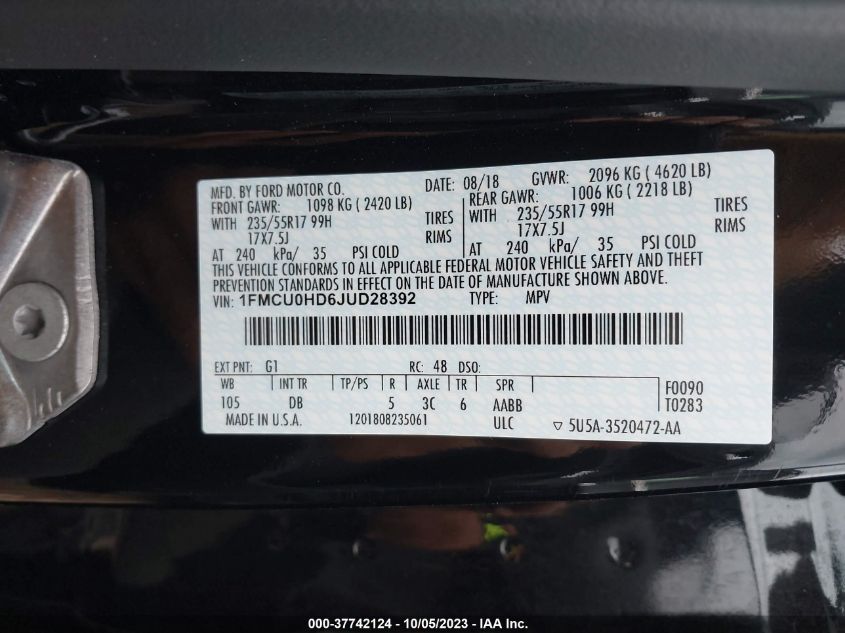 MFD. BY FORD MOTOR CO. DATE: 08/18 GVWR: 2096 KG ( 4620 LB)
FRONT GAWR: 1098 KG ( 2420 LB) REAR GAWR: 1006 KG ( 2218 LB)
WITH 235/55R17 99H TIRES WITH 235/55R17 99H TIRES
17X7.5J RIMS 17X7.5J RIMS
AT 240 kPa/ 35 PSI COLD AT 240 kPa/ 35 PSI COLD
THIS VEHICLE CONFORMS TO ALL APPLICABLE FEDERAL MOTOR VEHICLE SAFETY AND THEFT
PREVENTION STANDARDS IN EFFECT ON THE DATE OF MANUFACTURE SHOWN ABOVE.
VIN: 1FMCU0HD6JUD28392 TYPE: MPV
EXT PNT: G1 RC: 48 DSO:
WB INT TR TP/PS R AXLE TR SPR F0090
105 DB 5 3C 6 AABB T0283
MADE IN U.S.A. 1201808235061 ULC ▽ 5U5A-3520472-AA
000-37742124 - 10/05/2023 - IAA Inc.